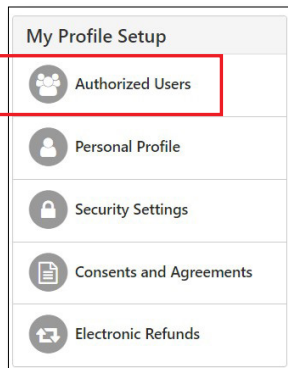 My Profile Setup
Authorized Users
Personal Profile
Security Settings
Consents and Agreements
Electronic Refunds